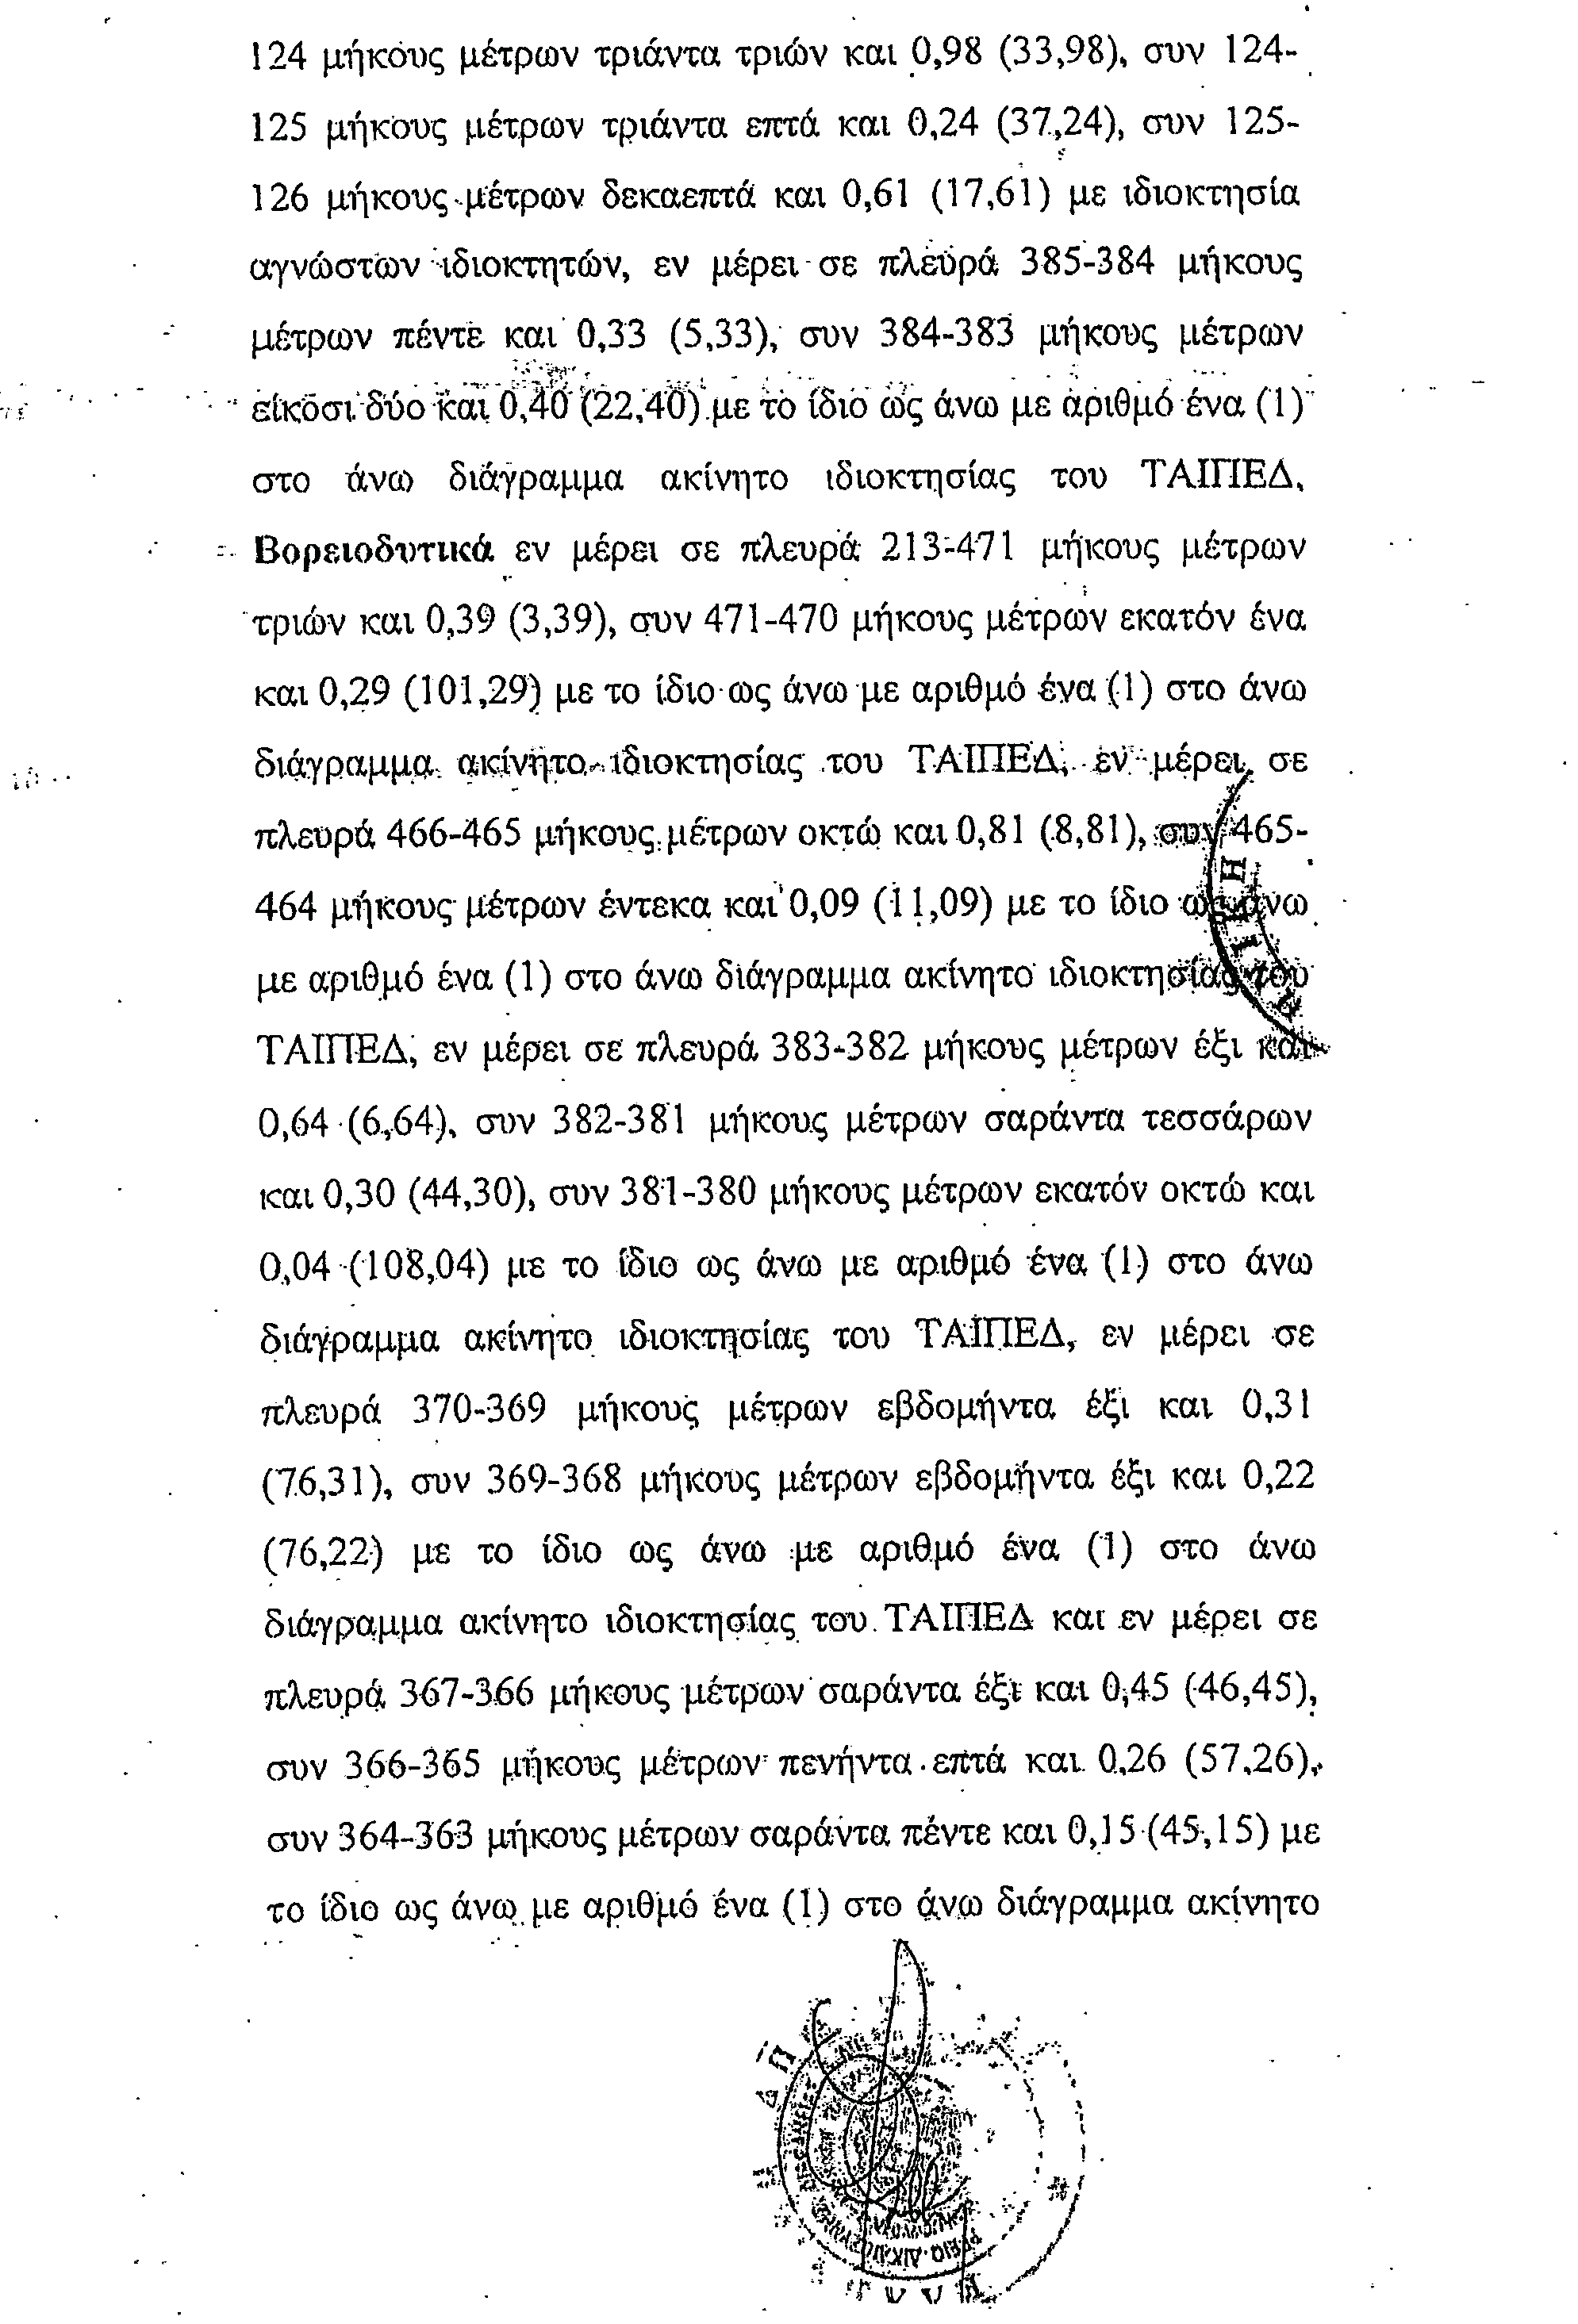 124 μήκους μέτρων τριάντα τριών και 0,98 (33,98), συν 124-
125 μήκους μέτρων τριάντα επτά και 0,24 (37,24), συν 125-
126 μήκους μέτρων δεκαεπτά και 0,61 (17,61) με ιδιοκτησία
αγνώστων ιδιοκτητών, εν μέρει σε πλευρά 385-384 μήκους
μέτρων πέντε και 0,33 (5,33), συν 384-383 μήκους μέτρων
είκοσι δύο και 0,40 (22,40) με το ίδιο ως άνω με αριθμό ένα (1)
στο άνω διάγραμμα ακίνητο ιδιοκτησίας του ΤΑΙΠΕΔ,
Βορειοδυτικά εν μέρει σε πλευρά 213-471 μήκους μέτρων
τριών και 0,39 (3,39), συν 471-470 μήκους μέτρων εκατόν ένα
και 0,29 (101,29) με το ίδιο ως άνω με αριθμό ένα (1) στο άνω
διάγραμμα ακίνητο ιδιοκτησίας του ΤΑΙΠΕΔ, εν μέρει σε
πλευρά 466-465 μήκους μέτρων οκτώ και 0,81 (8,81), συν 465-
464 μήκους μέτρων έντεκα και 0,09 (11,09) με το ίδιο ως άνω
με αριθμό ένα (1) στο άνω διάγραμμα ακίνητο ιδιοκτησίας του
ΤΑΙΠΕΔ, εν μέρει σε πλευρά 383-382 μήκους μέτρων έξι και
0,64 (6,64), συν 382-381 μήκους μέτρων σαράντα τεσσάρων
και 0,30 (44,30), συν 381-380 μήκους μέτρων εκατόν οκτώ και
0,04 (108,04) με το ίδιο ως άνω με αριθμό ένα (1) στο άνω
διάγραμμα ακίνητο ιδιοκτησίας του ΤΑΙΠΕΔ, εν μέρει σε
πλευρά 370-369 μήκους μέτρων εβδομήντα έξι και 0,31
(76,31), συν 369-368 μήκους μέτρων εβδομήντα έξι και 0,22
(76,22) με το ίδιο ως άνω με αριθμό ένα (1) στο άνω
διάγραμμα ακίνητο ιδιοκτησίας του ΤΑΙΠΕΔ και εν μέρει σε
πλευρά 367-366 μήκους μέτρων σαράντα έξι και 0,45 (46,45),
συν 366-365 μήκους μέτρων πενήντα επτά και 0,26 (57,26),
συν 364-363 μήκους μέτρων σαράντα πέντε και 0,15 (45,15) με
το ίδιο ως άνω με αριθμό ένα (1) στο άνω διάγραμμα ακίνητο